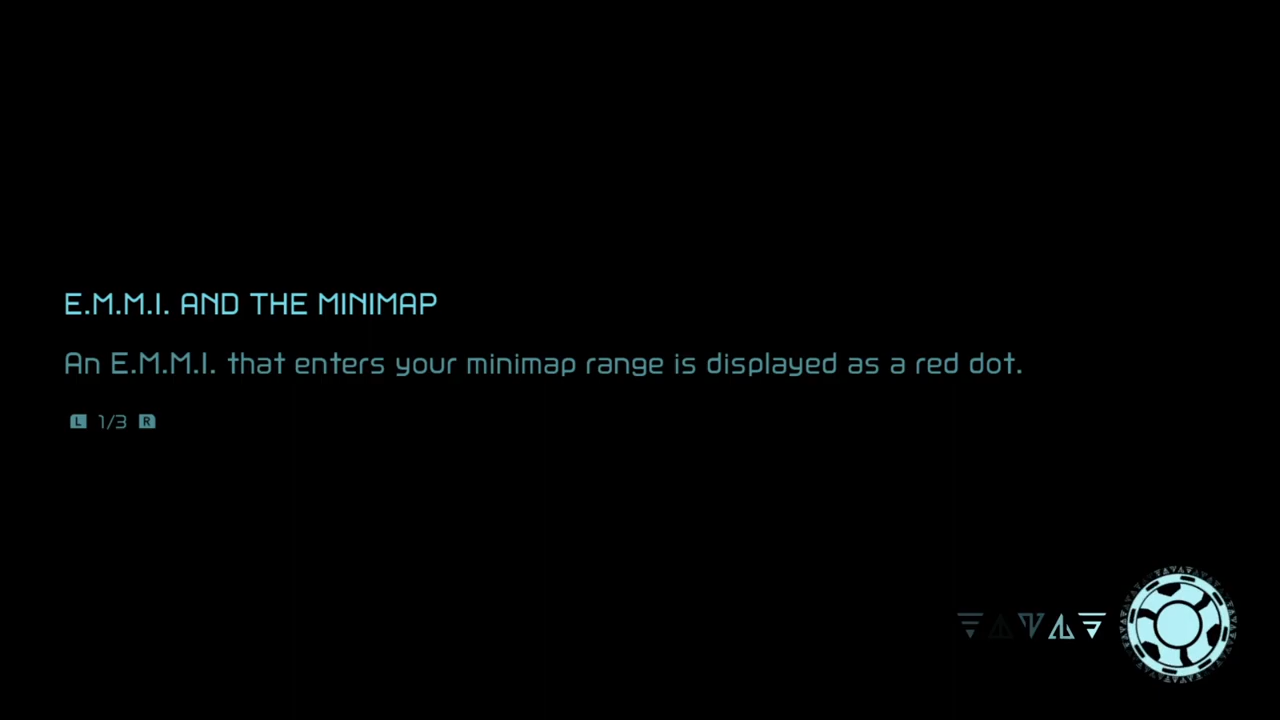 E.M.M.I. AND THE MINIMAP
An E.M.M.I. that enters your minimap range is displayed as a red dot.
L 1/3 R